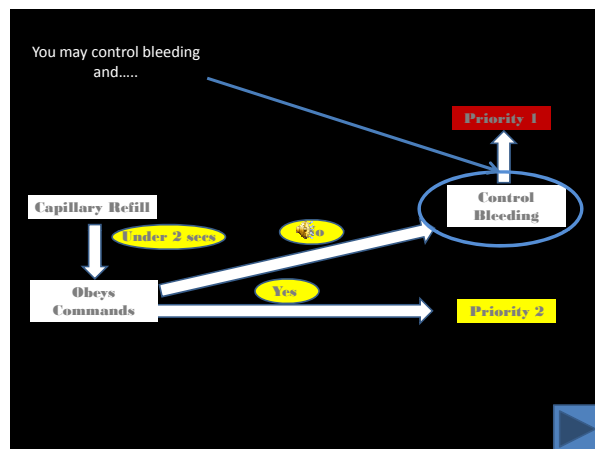 You may control bleeding
and.....
Priority 1
Control
Bleeding
Capillary Refill
Under 2 secs
Obeys
Commands
Yes
Priority 2